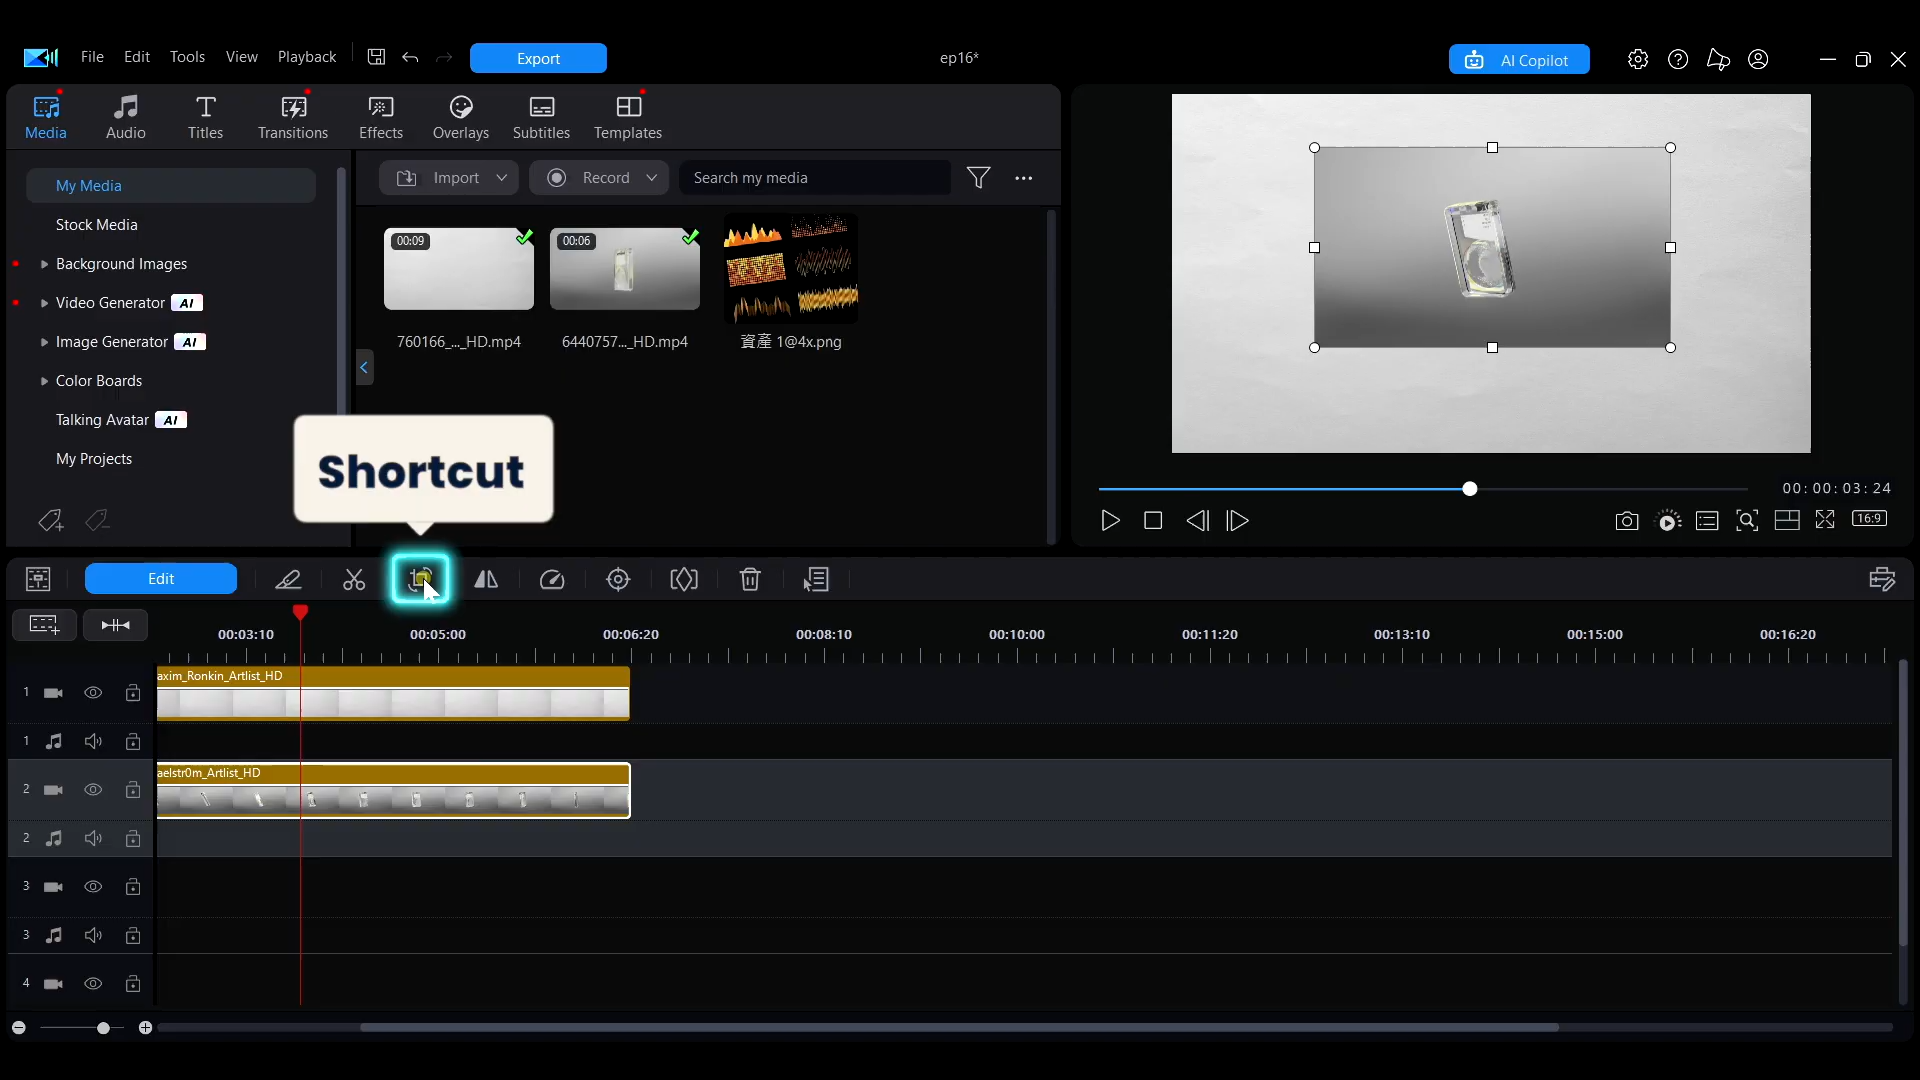 File Edit Tools View Playback Export ep16* AI Copilot
Media Audio Titles Transitions Effects Overlays Subtitles Templates
My Media
Stock Media
Background Images
Video Generator AI
Image Generator AI
Color Boards
Talking Avatar AI
My Projects
Import Record Search my media
00:09 00:06
760166_..._HD.mp4 6440757..._HD.mp4 資產 1@4x.png
Shortcut
00:00:03:24
16:9
Edit
00:03:10 00:05:00 00:06:20 00:08:10 00:10:00 00:11:20 00:13:10 00:15:00 00:16:20
1 axim_Ronkin_Artlist_HD
1
2 aelstr0m_Artlist_HD
2
3
3
4